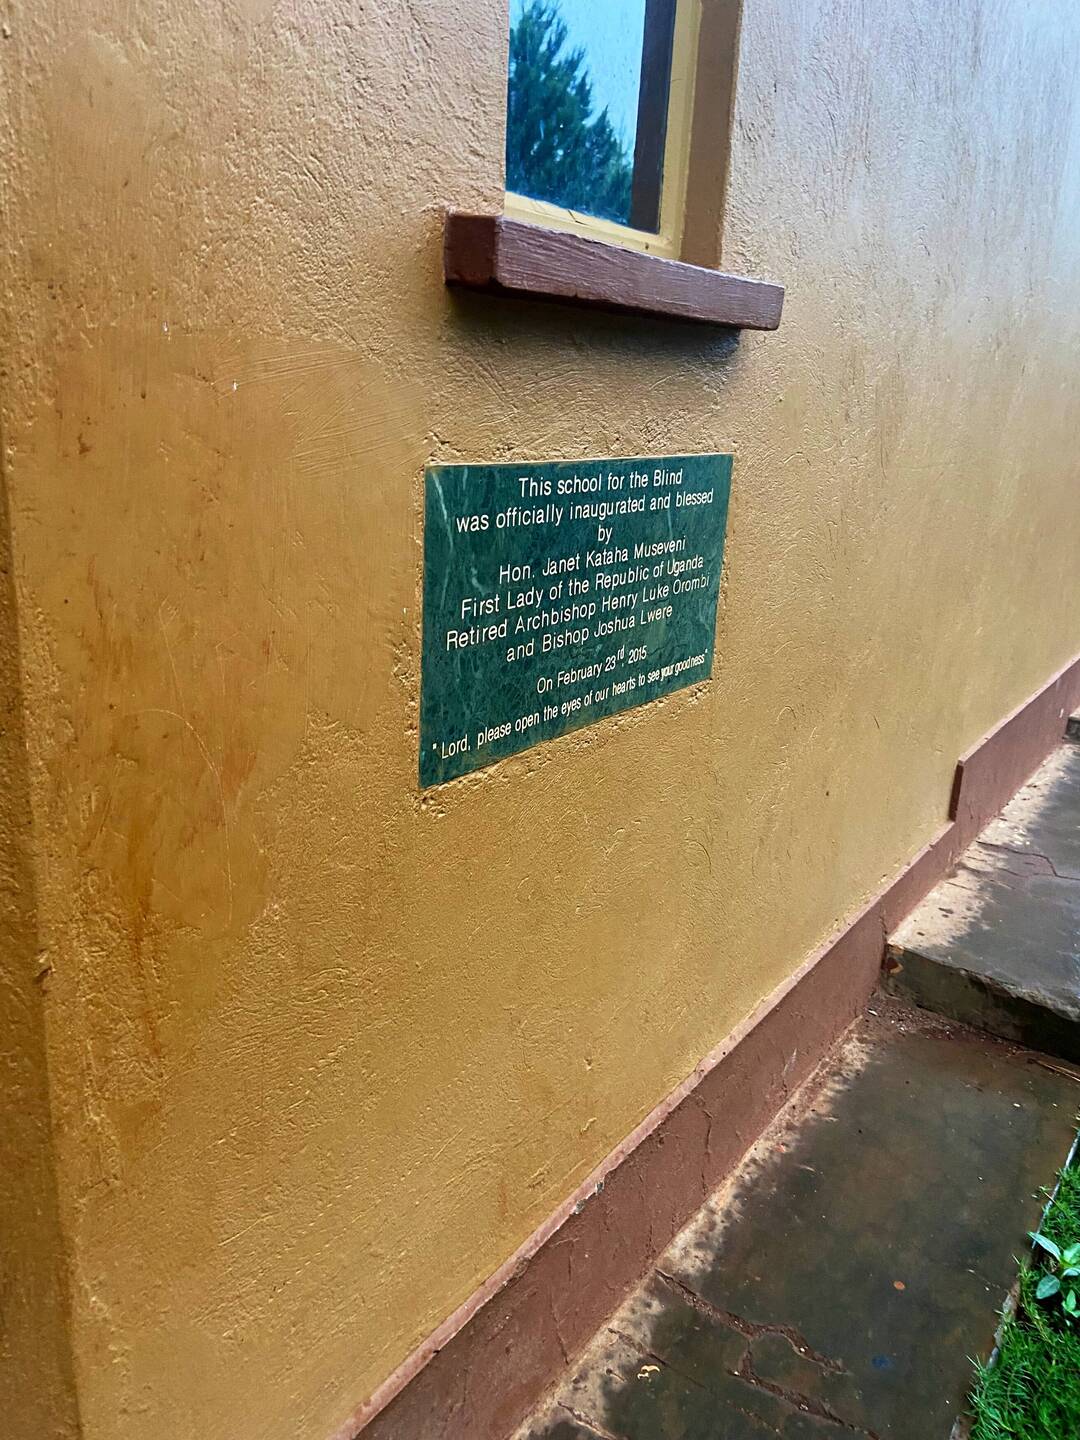 This school for the Blind
was officially inaugurated and blessed
by
Hon. Janet Kataha Museveni
First Lady of the Republic of Uganda
Retired Archbishop Henry Luke Orombi
and Bishop Joshua Lwere
On February 23rd. 2015
" Lord, please open the eyes of our hearts to see your goodness"